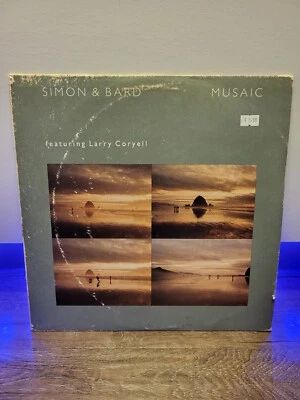 SIMON & BARD MUSAIC
featuring Larry Coryell